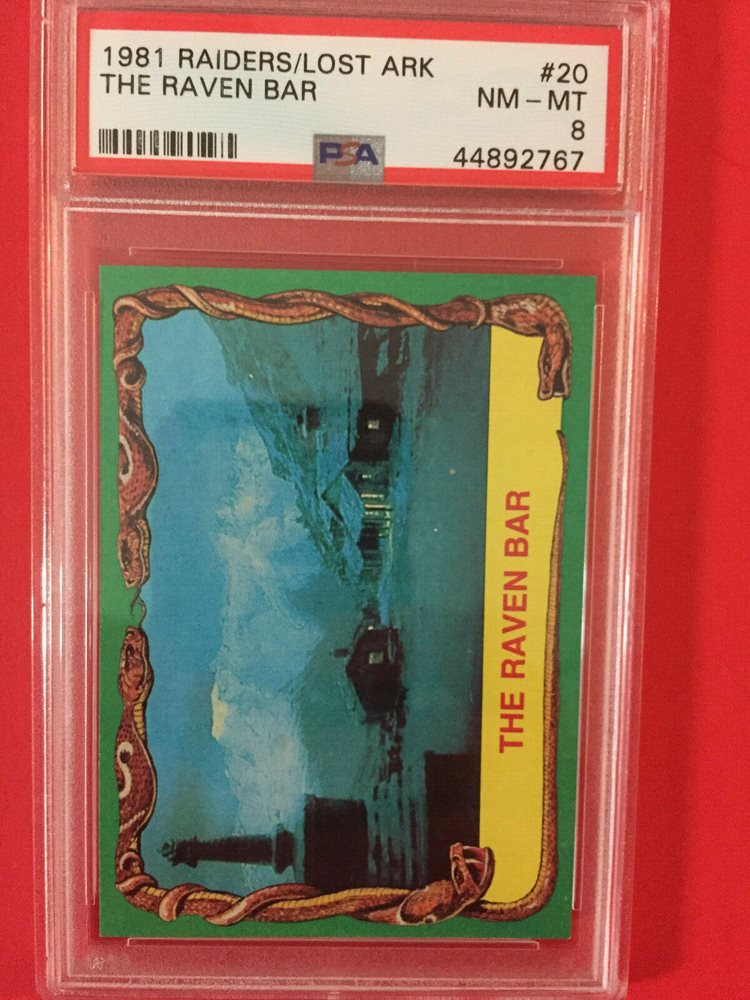 1981 RAIDERS/LOST ARK #20
THE RAVEN BAR NM - MT
8
PSA 44892767
THE RAVEN BAR